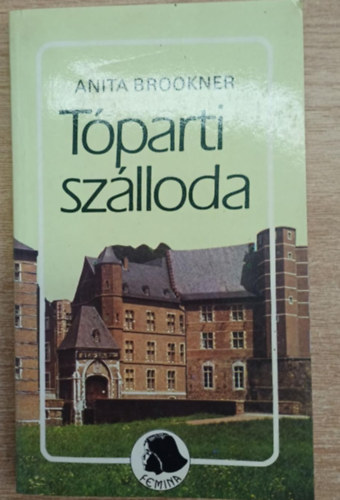 ANITA BROOKNER
Tóparti
szálloda
FEMINA